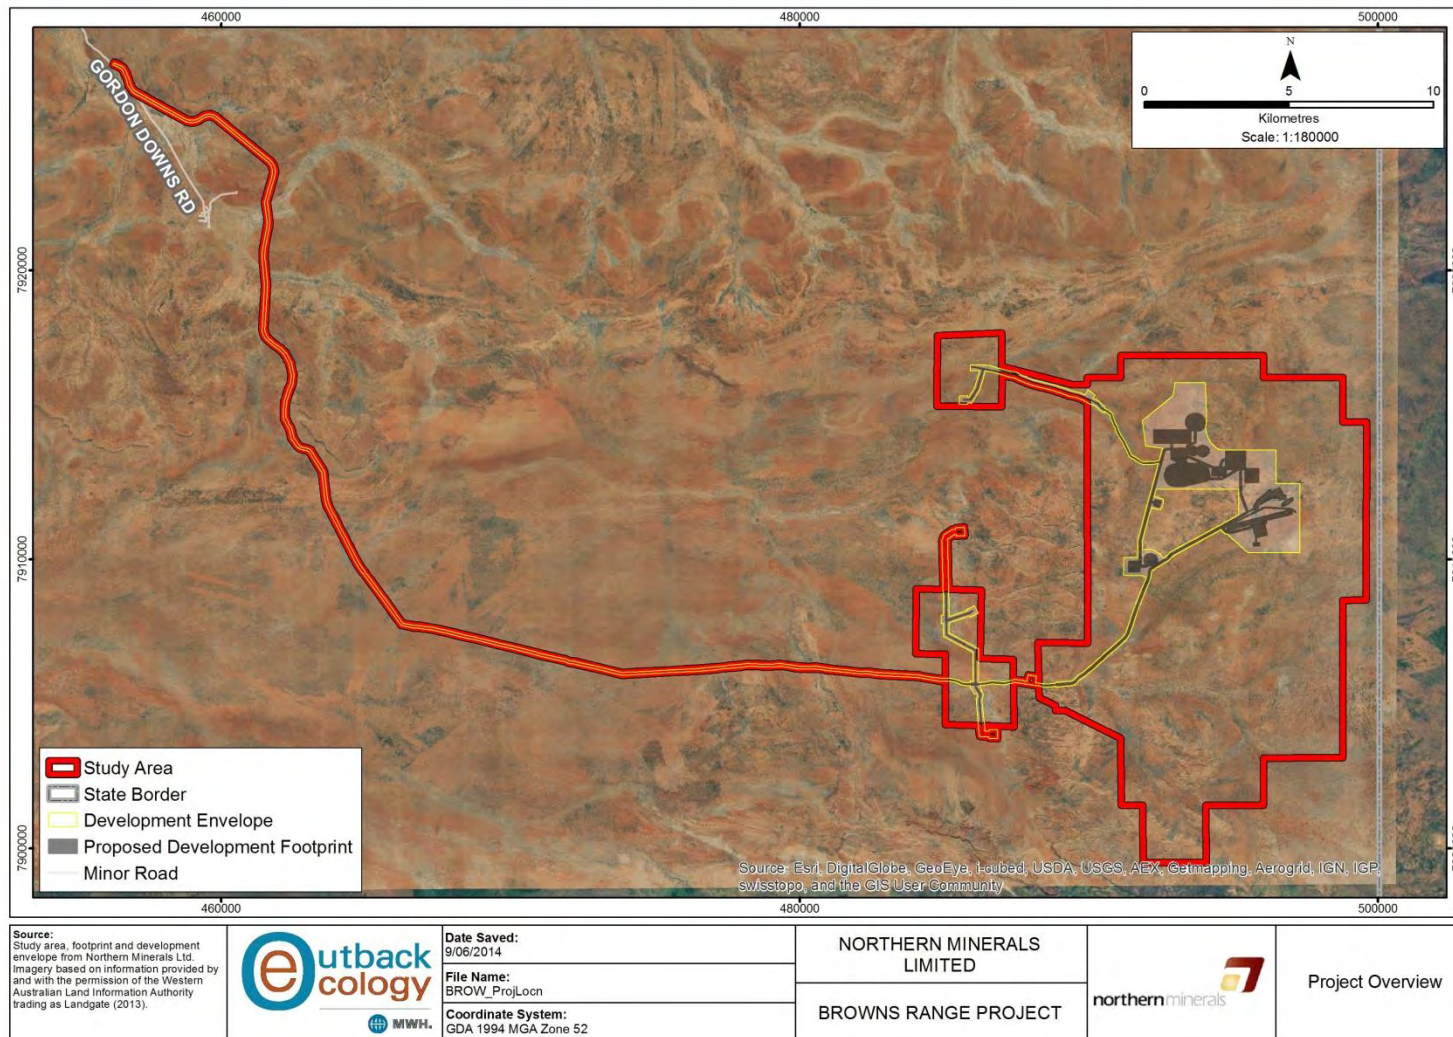 460000
480000
500000
N
0
5
10
Kilometres
Scale: 1:180000
GORDON DOWNS RD
7920000
7910000
7900000
Study Area
State Border
Development Envelope
Proposed Development Footprint
Minor Road
Source: Esri, DigitalGlobe, GeoEye, i-cubed, USDA, USGS, AEX, Getmapping, Aerogrid, IGN, IGP,
swisstopo, and the GIS User Community
460000
480000
500000
Source:
Study area, footprint and development
envelope from Northern Minerals Ltd.
Imagery based on information provided by
and with the permission of the Western
Australian Land Information Authority
trading as Landgate (2013).
Outback
ecology
MWH.
Date Saved:
9/06/2014
File Name:
BROW_ProjLocn
Coordinate System:
GDA 1994 MGA Zone 52
NORTHERN MINERALS
LIMITED
BROWNS RANGE PROJECT
northernminerals
Project Overview